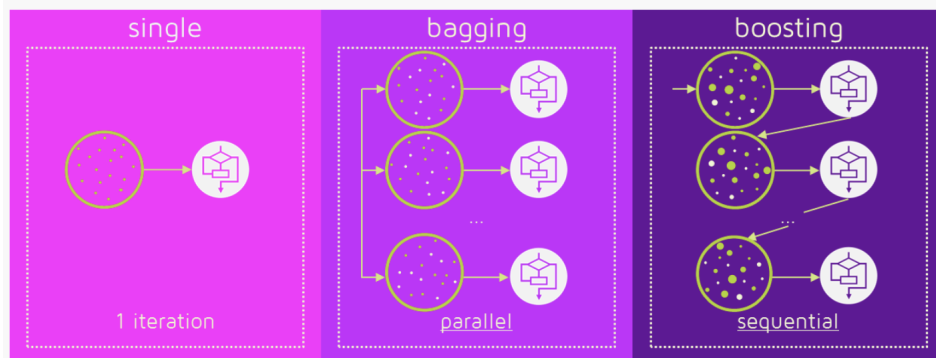 single
bagging
boosting
...
...
1 iteration
parallel
sequential